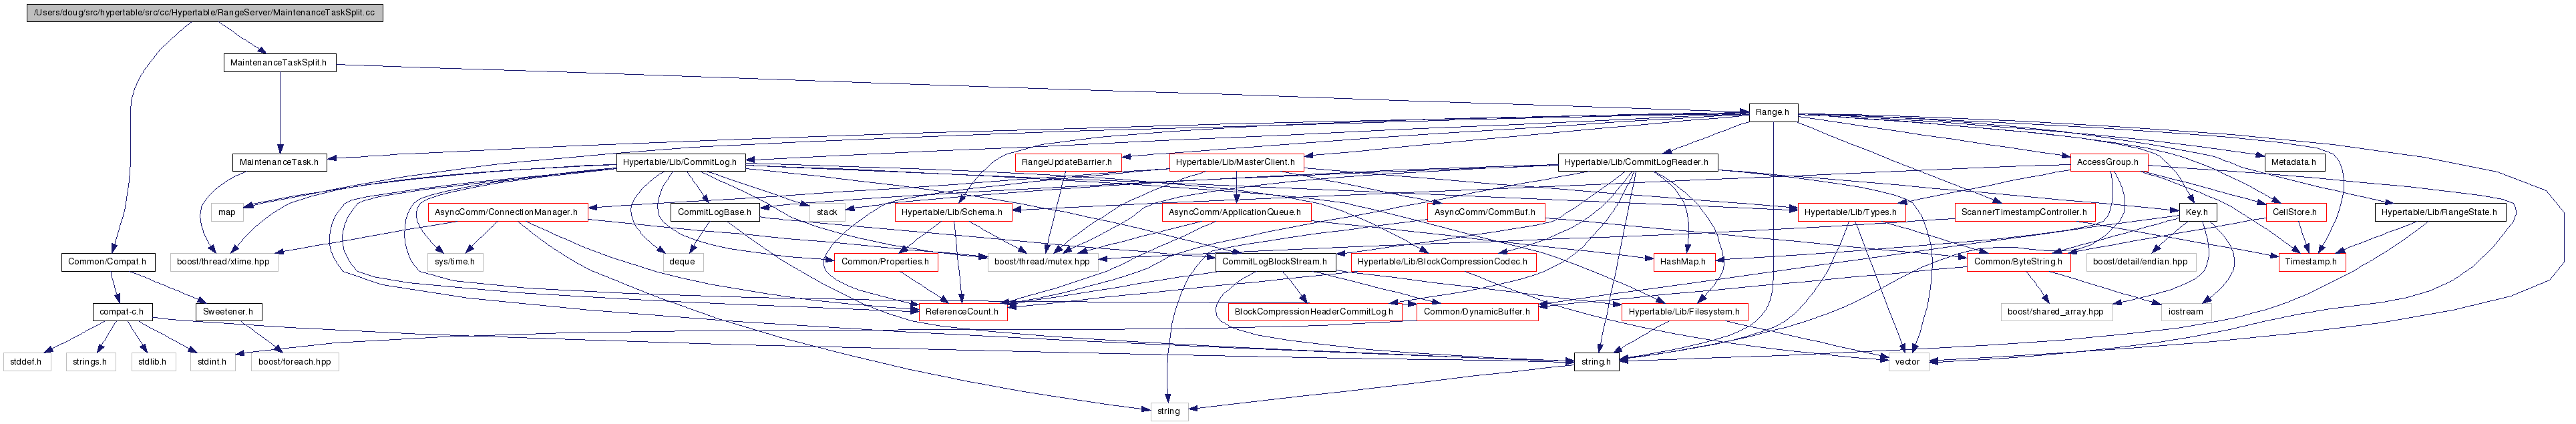 /Users/doug/src/hypertable/src/cc/Hypertable/RangeServer/MaintenanceTaskSplit.cc
MaintenanceTaskSplit.h
Range.h
MaintenanceTask.h
Hypertable/Lib/CommitLog.h
RangeUpdateBarrier.h
Hypertable/Lib/MasterClient.h
Hypertable/Lib/CommitLogReader.h
AccessGroup.h
Metadata.h
map
AsyncComm/ConnectionManager.h
CommitLogBase.h
stack
Hypertable/Lib/Schema.h
AsyncComm/ApplicationQueue.h
AsyncComm/CommBuf.h
Hypertable/Lib/Types.h
ScannerTimestampController.h
Key.h
CellStore.h
Hypertable/Lib/RangeState.h
Common/Compat.h
boost/thread/xtime.hpp
sys/time.h
deque
Common/Properties.h
boost/thread/mutex.hpp
CommitLogBlockStream.h
Hypertable/Lib/BlockCompressionCodec.h
HashMap.h
Common/ByteString.h
boost/detail/endian.hpp
Timestamp.h
compat-c.h
Sweetener.h
ReferenceCount.h
BlockCompressionHeaderCommitLog.h
Common/DynamicBuffer.h
Hypertable/Lib/Filesystem.h
boost/shared_array.hpp
iostream
stddef.h
strings.h
stdlib.h
stdint.h
boost/foreach.hpp
string.h
vector
string